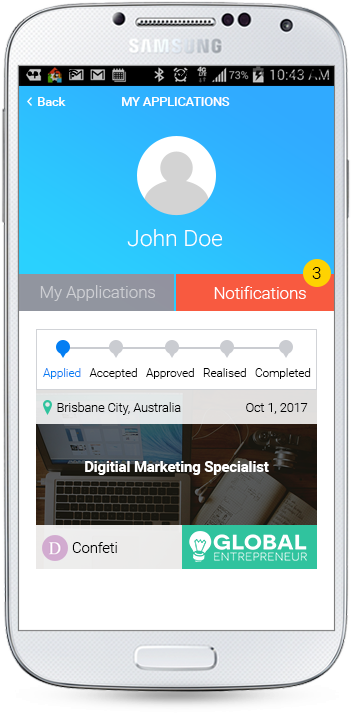 SAMSUNG
4G
73% 10:43 AM
Back MY APPLICATIONS
John Doe
3
My Applications Notifications
Applied Accepted Approved Realised Completed
Brisbane City, Australia Oct 1, 2017
Digitial Marketing Specialist
D Confeti
GLOBAL
ENTREPRENEUR